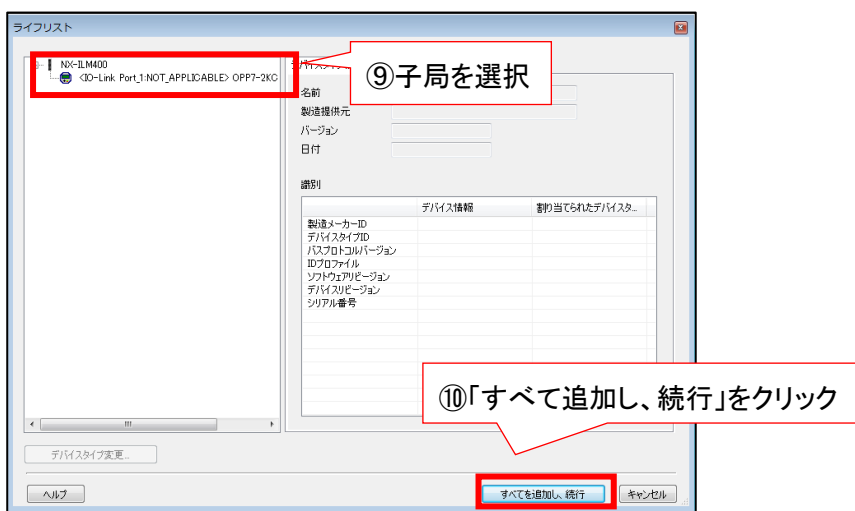 ライフリスト
NX-ILM400
<IO-Link Port_1:NOT_APPLICABLE> OPP7-2KC
⑨子局を選択
名前
製造提供元
バージョン
日付
識別
デバイス情報 割り当てられたデバイスタ...
製造メーカーID
デバイスタイプID
バスプロトコルバージョン
IDプロファイル
ソフトウェアリビージョン
デバイスリビージョン
シリアル番号
⑩「すべて追加し、続行」をクリック
デバイスタイプ変更...
ヘルプ
すべてを追加し、続行
キャンセル